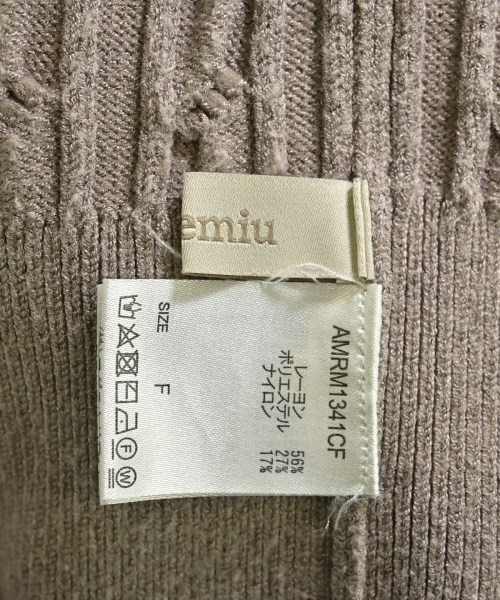 emiu
AMRM1341CF
レーヨン 56%
ポリエステル 27%
ナイロン 17%
SIZE F
F
W